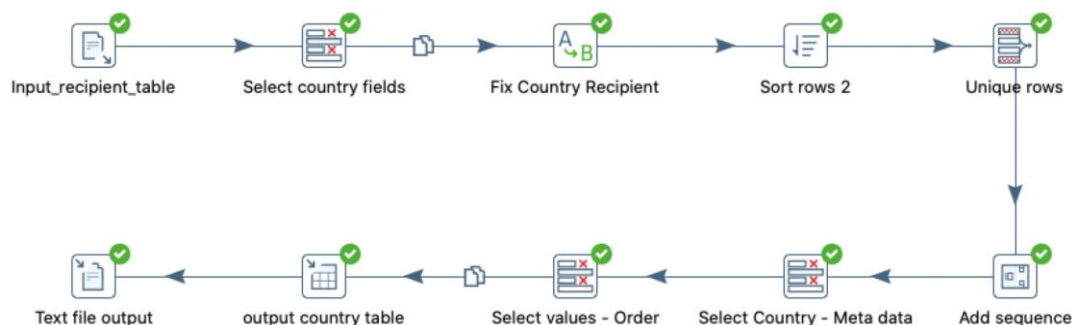 Input_recipient_table
Select country fields
A
B
Fix Country Recipient
Sort rows 2
Unique rows
Text file output
output country table
Select values - Order
Select Country - Meta data
Add sequence